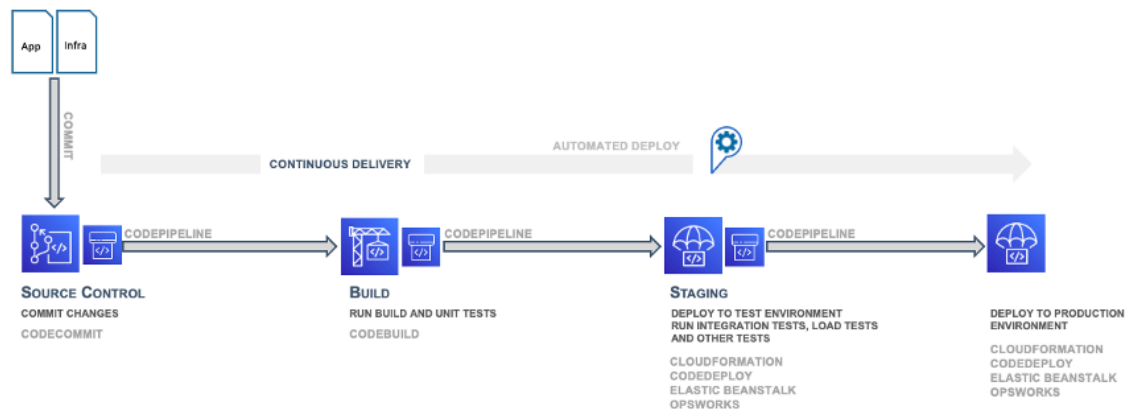 App
Infra
COMMIT
AUTOMATED DEPLOY
CONTINUOUS DELIVERY
CODEPIPELINE
CODEPIPELINE
CODEPIPELINE
SOURCE CONTROL
COMMIT CHANGES
CODECOMMIT
BUILD
RUN BUILD AND UNIT TESTS
CODEBUILD
STAGING
DEPLOY TO TEST ENVIRONMENT
RUN INTEGRATION TESTS, LOAD TESTS
AND OTHER TESTS
CLOUDFORMATION
CODEDEPLOY
ELASTIC BEANSTALK
OPSWORKS
DEPLOY TO PRODUCTION
ENVIRONMENT
CLOUDFORMATION
CODEDEPLOY
ELASTIC BEANSTALK
OPSWORKS